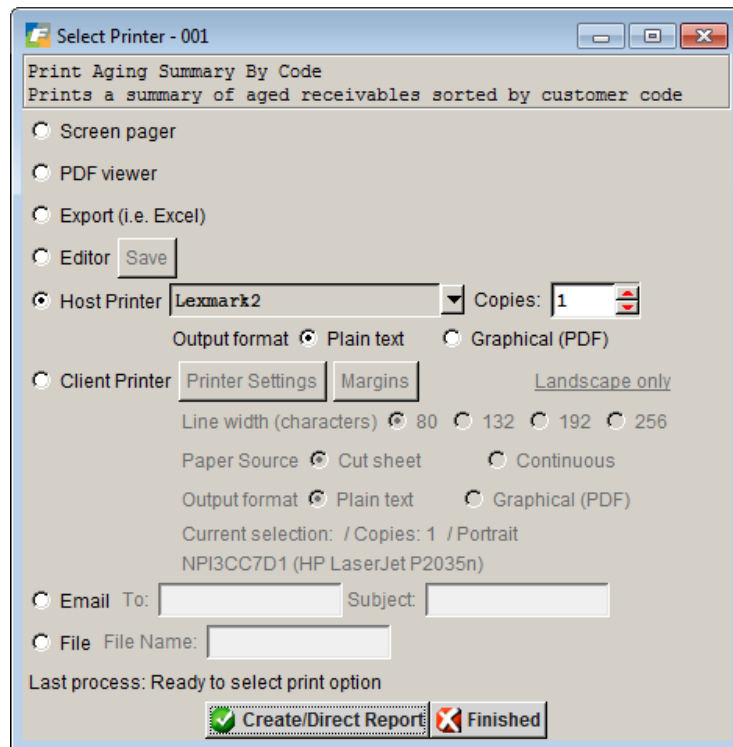 Select Printer - 001
Print Aging Summary By Code
Prints a summary of aged receivables sorted by customer code
Screen pager
PDF viewer
Export (i.e. Excel)
Editor Save
Host Printer Lexmark2 Copies: 1
Output format Plain text Graphical (PDF)
Client Printer Printer Settings Margins Landscape only
Line width (characters) 80 132 192 256
Paper Source Cut sheet Continuous
Output format Plain text Graphical (PDF)
Current selection: / Copies: 1 / Portrait
NPI3CC7D1 (HP LaserJet P2035n)
Email To: Subject:
File File Name:
Last process: Ready to select print option
Create/Direct Report Finished